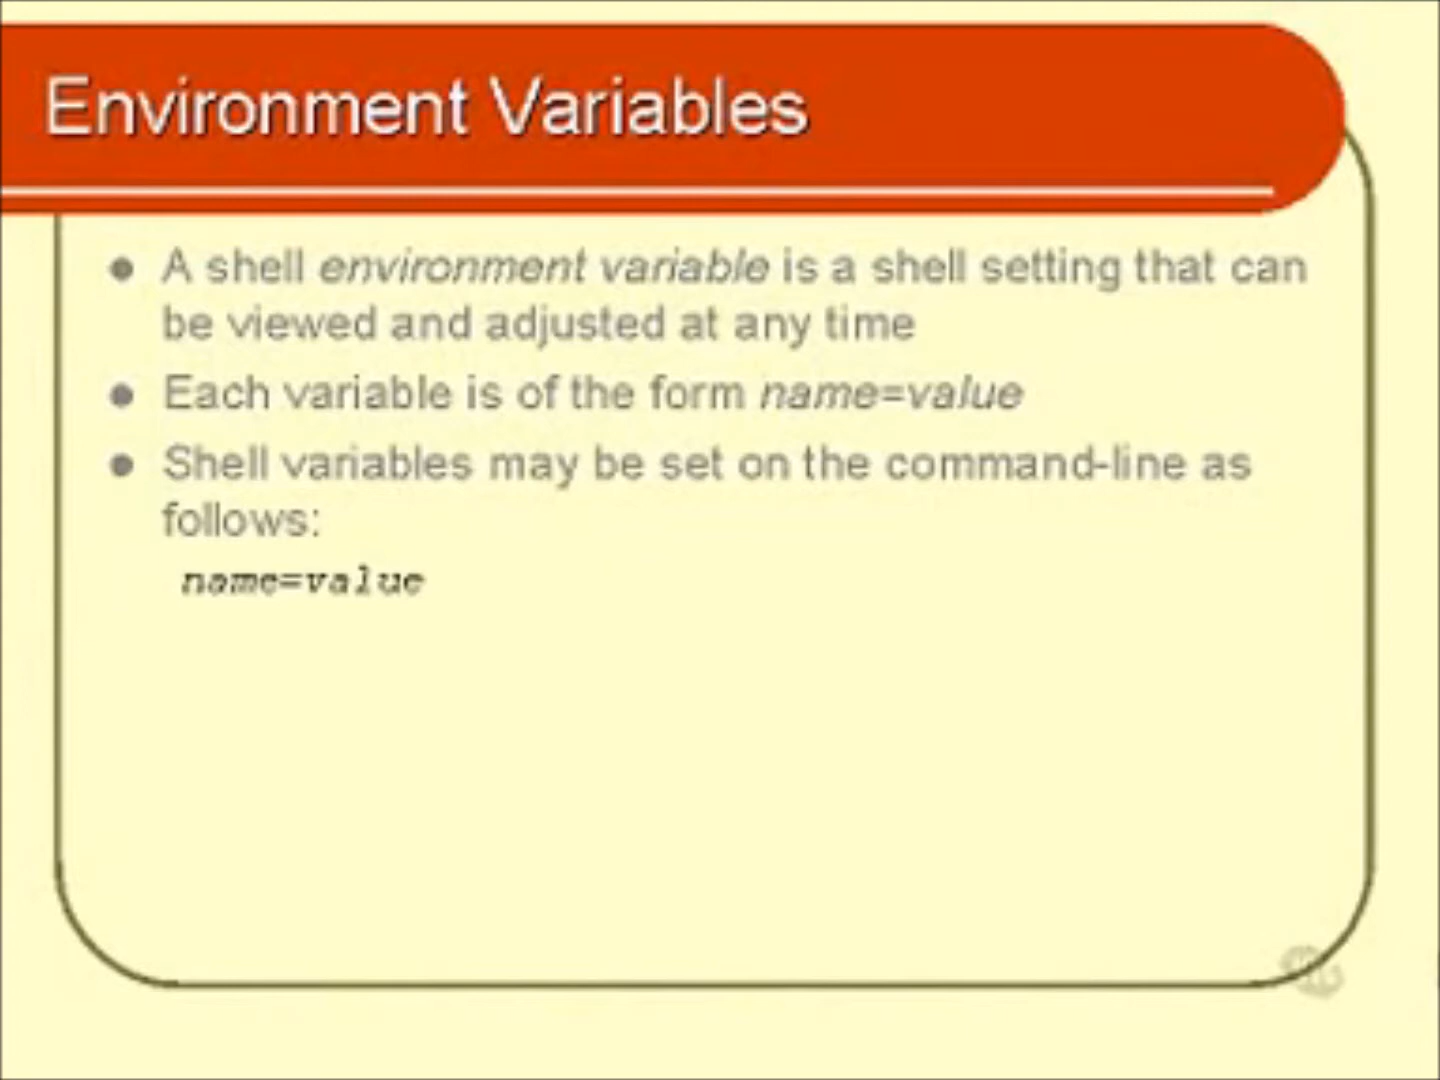 Environment Variables
A shell environment variable is a shell setting that can
be viewed and adjusted at any time
Each variable is of the form name=value
Shell variables may be set on the command-line as
follows:
name=value